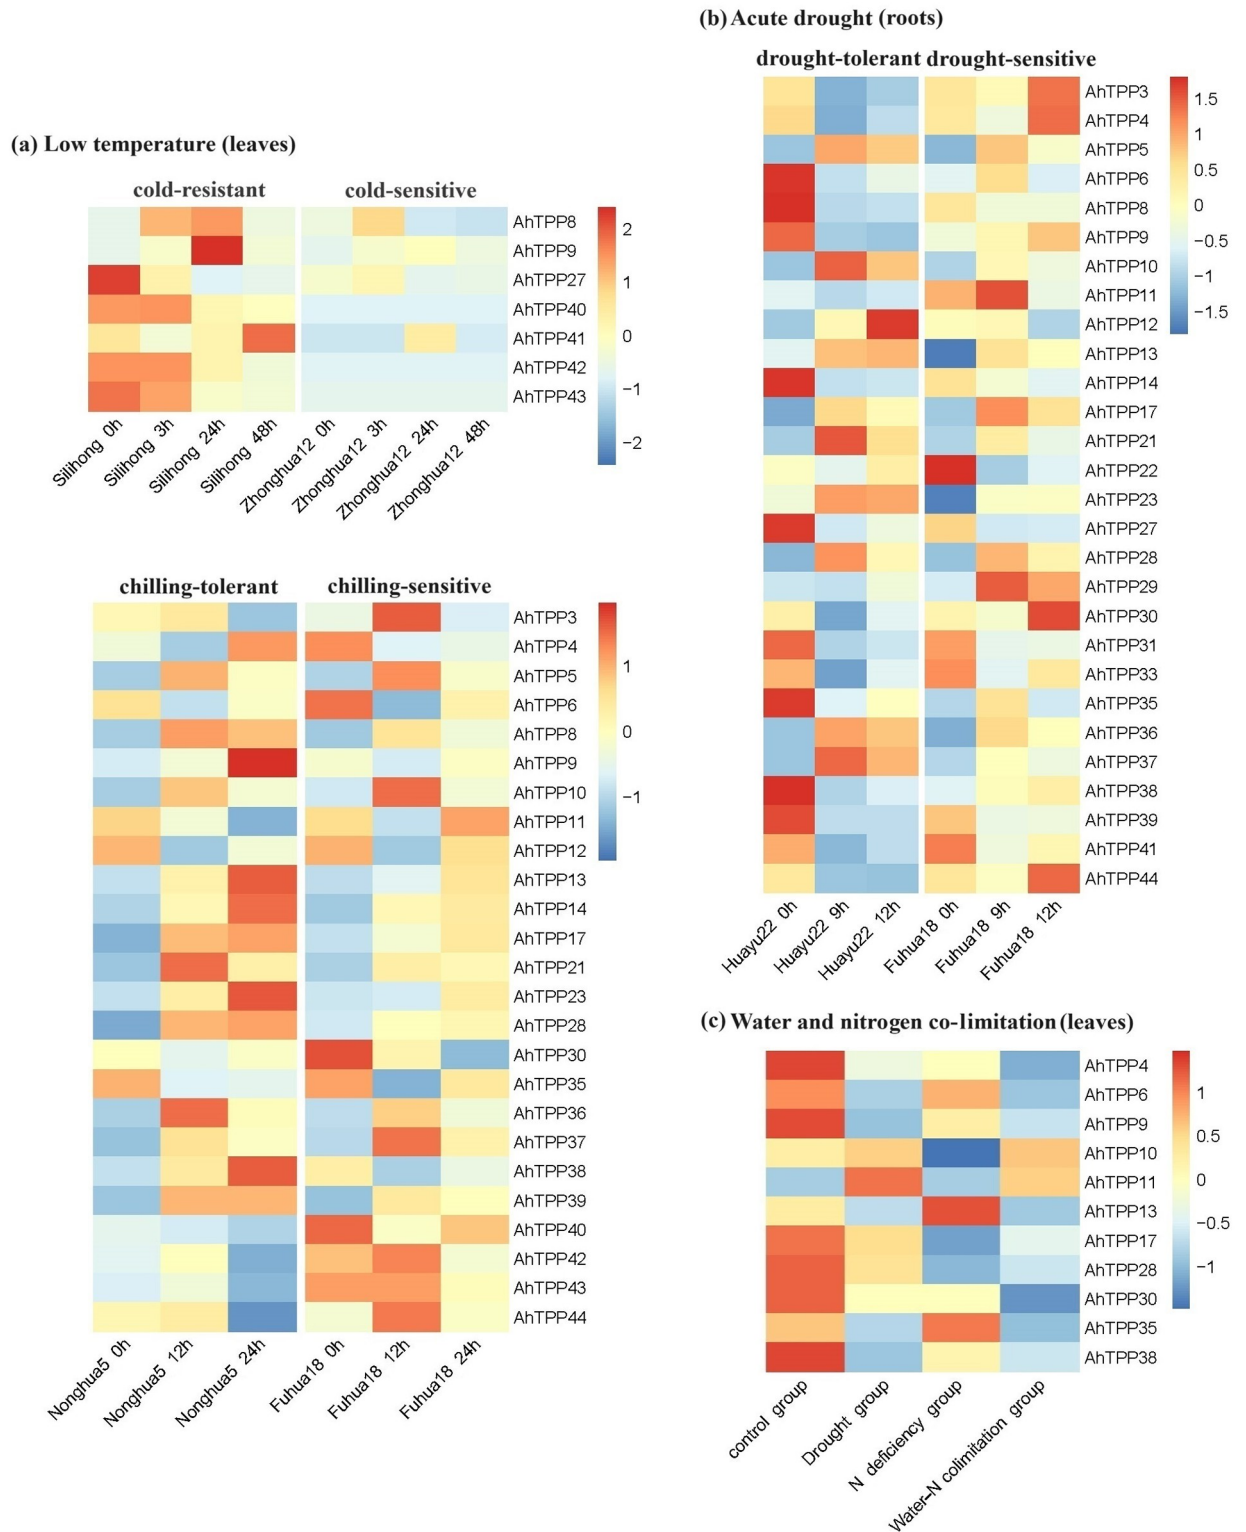 (a) Low temperature (leaves)
cold-resistant cold-sensitive
AhTPP8
AhTPP9
AhTPP27
AhTPP40
AhTPP41
AhTPP42
AhTPP43
2
1
0
−1
−2
Silihong 0h
Silihong 3h
Silihong 24h
Silihong 48h
Zhonghua12 0h
Zhonghua12 3h
Zhonghua12 24h
Zhonghua12 48h
chilling-tolerant chilling-sensitive
AhTPP3
AhTPP4
AhTPP5
AhTPP6
AhTPP8
AhTPP9
AhTPP10
AhTPP11
AhTPP12
AhTPP13
AhTPP14
AhTPP17
AhTPP21
AhTPP23
AhTPP28
AhTPP30
AhTPP35
AhTPP36
AhTPP37
AhTPP38
AhTPP39
AhTPP40
AhTPP42
AhTPP43
AhTPP44
1
0
−1
Nonghua5 0h
Nonghua5 12h
Nonghua5 24h
Fuhua18 0h
Fuhua18 12h
Fuhua18 24h
(b) Acute drought (roots)
drought-tolerant drought-sensitive
AhTPP3
AhTPP4
AhTPP5
AhTPP6
AhTPP8
AhTPP9
AhTPP10
AhTPP11
AhTPP12
AhTPP13
AhTPP14
AhTPP17
AhTPP21
AhTPP22
AhTPP23
AhTPP27
AhTPP28
AhTPP29
AhTPP30
AhTPP31
AhTPP33
AhTPP35
AhTPP36
AhTPP37
AhTPP38
AhTPP39
AhTPP41
AhTPP44
1.5
1
0.5
0
−0.5
−1
−1.5
Huayu22 0h
Huayu22 9h
Huayu22 12h
Fuhua18 0h
Fuhua18 9h
Fuhua18 12h
(c) Water and nitrogen co-limitation (leaves)
AhTPP4
AhTPP6
AhTPP9
AhTPP10
AhTPP11
AhTPP13
AhTPP17
AhTPP28
AhTPP30
AhTPP35
AhTPP38
1
0.5
0
−0.5
−1
control group
Drought group
N deficiency group
Water−N colimitation group